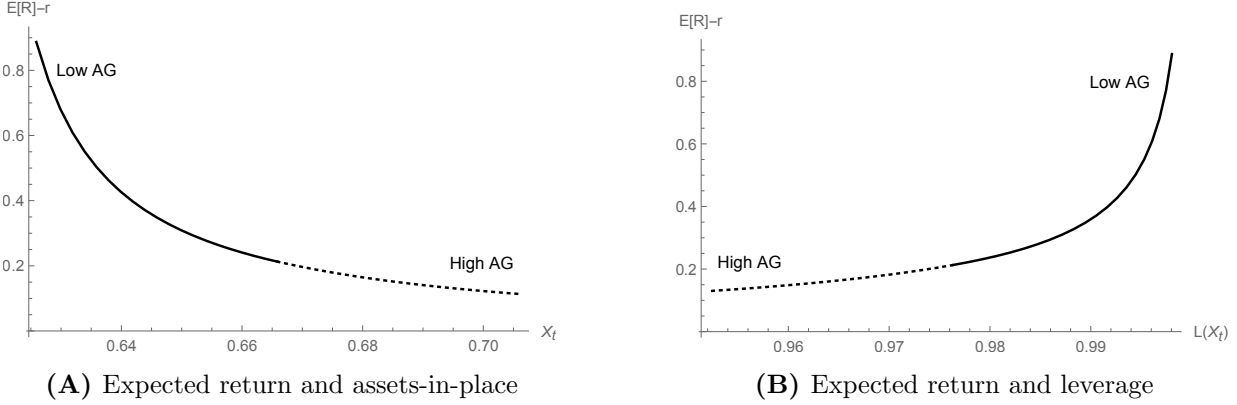 E[R]−r
0.8
0.6
0.4
0.2
Low AG
High AG
0.64 0.66 0.68 0.70
X_t
(A) Expected return and assets-in-place
E[R]−r
0.8
0.6
0.4
0.2
Low AG
High AG
0.96 0.97 0.98 0.99
L(X_t)
(B) Expected return and leverage